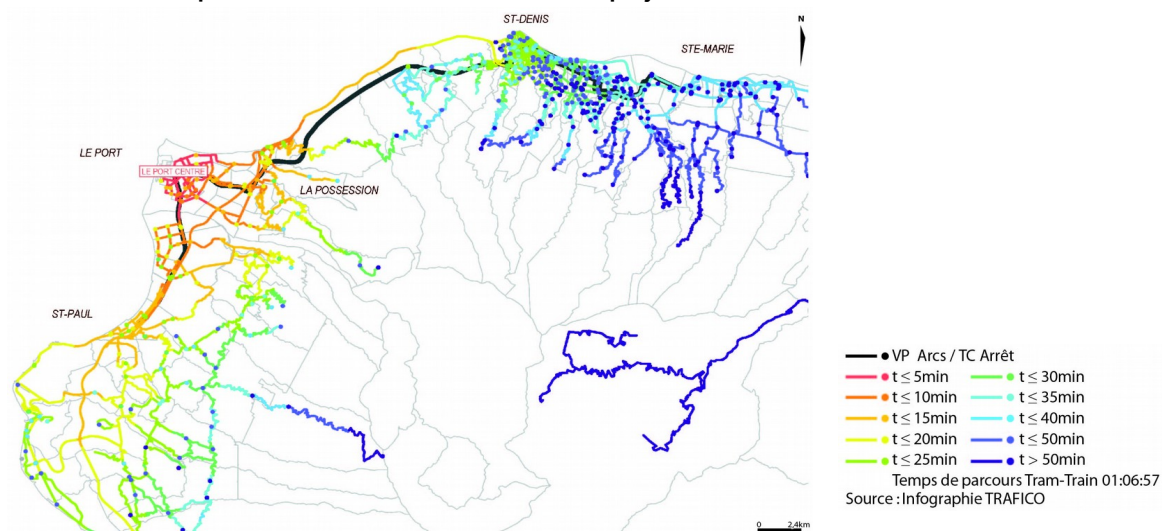 ST-DENIS
N
STE-MARIE
LE PORT
LE PORT CENTRE
LA POSSESSION
ST-PAUL
VP Arcs / TC Arrêt
t ≤ 5min
t ≤ 30min
t ≤ 10min
t ≤ 35min
t ≤ 15min
t ≤ 40min
t ≤ 20min
t ≤ 50min
t ≤ 25min
t > 50min
Temps de parcours Tram-Train 01:06:57
Source : Infographie TRAFICO
0 2,4km